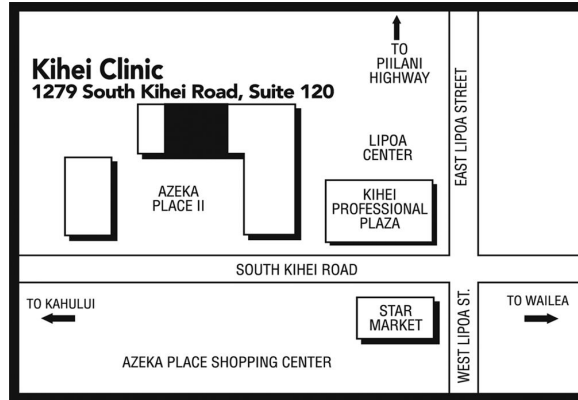 Kihei Clinic
1279 South Kihei Road, Suite 120
TO
PIILANI
HIGHWAY
EAST LIPOA STREET
LIPOA
CENTER
AZEKA
PLACE II
KIHEI
PROFESSIONAL
PLAZA
SOUTH KIHEI ROAD
TO KAHULUI
STAR
MARKET
WEST LIPOA ST.
TO WAILEA
AZEKA PLACE SHOPPING CENTER